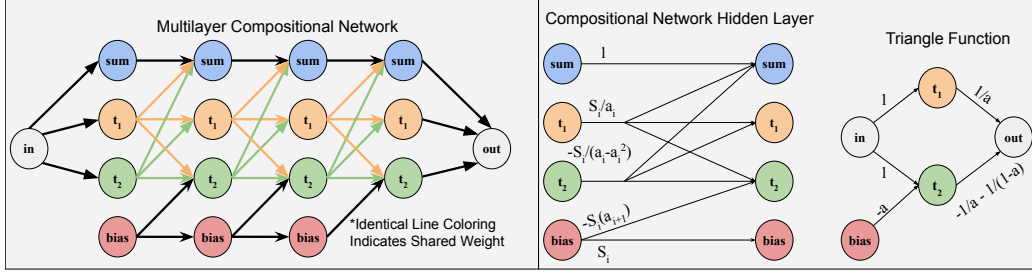 Multilayer Compositional Network
sum sum sum sum
t1 t1 t1 t1
in out
t2 t2 t2 t2
bias bias bias
*Identical Line Coloring
Indicates Shared Weight
Compositional Network Hidden Layer
sum 1 sum
t1 Si/ai t1
t2 -Si/(ai-ai²) t2
bias -Si(ai+1) bias
Si
Triangle Function
t1
1 1/a
in out
1 -1/a - 1/(1-a)
t2
-a
bias